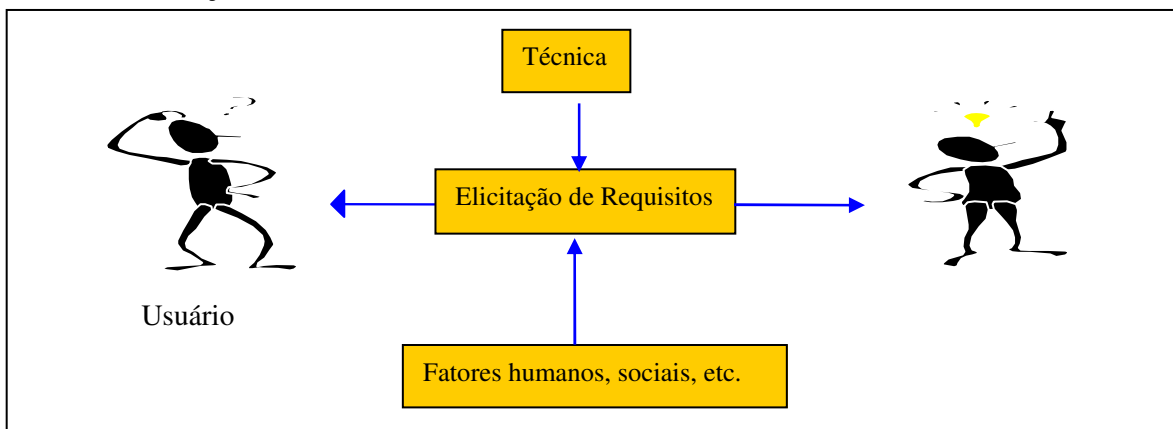 Técnica
Elicitação de Requisitos
Usuário
Fatores humanos, sociais, etc.